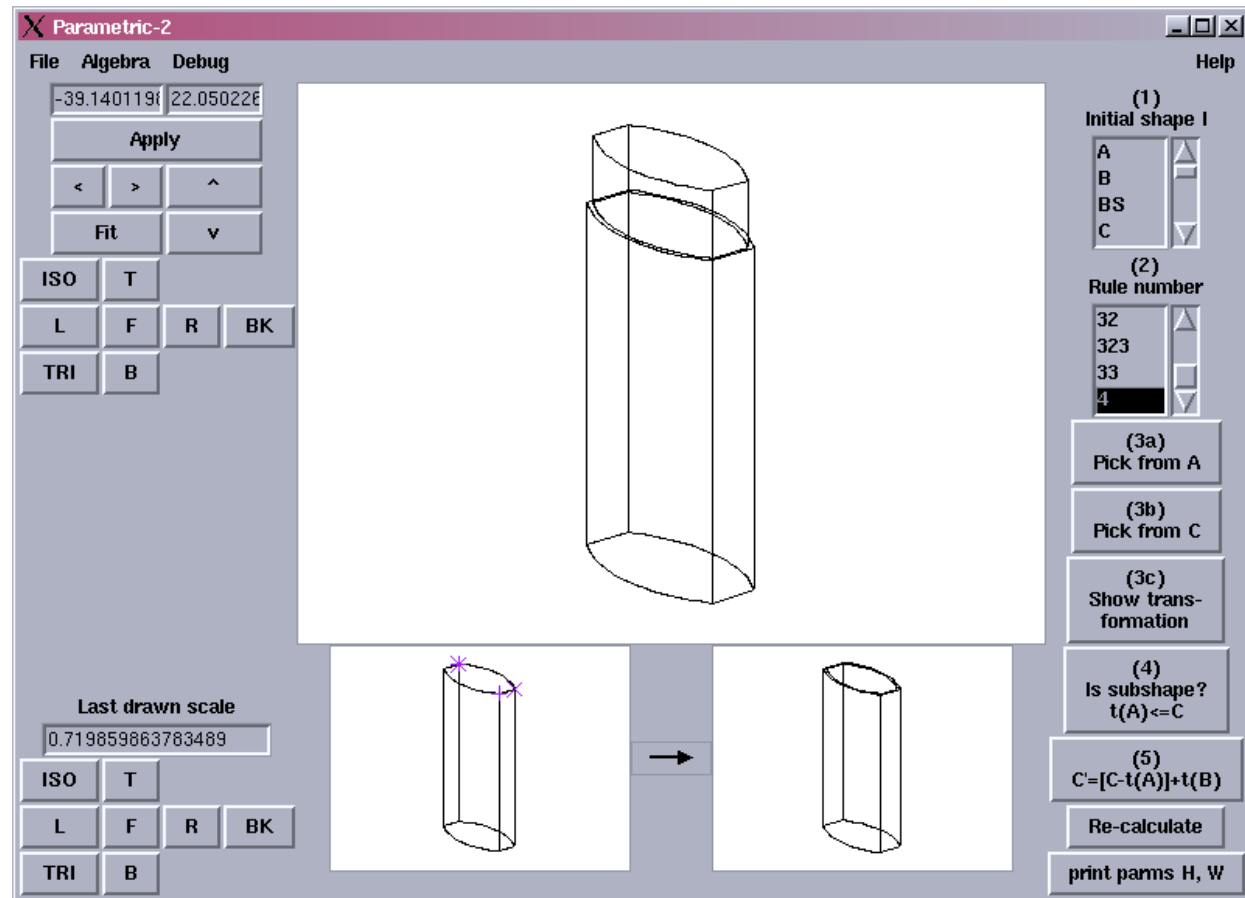 Parametric-2
File Algebra Debug Help
-39.1401198 22.050226
Apply
< > ^
Fit v
ISO T
L F R BK
TRI B
(1)
Initial shape I
A
B
BS
C
(2)
Rule number
32
323
33
4
(3a)
Pick from A
(3b)
Pick from C
(3c)
Show trans-
formation
(4)
Is subshape?
t(A)<=C
(5)
C'=[C-t(A)]+t(B)
Re-calculate
print parms H, W
Last drawn scale
0.719859863783489
ISO T
L F R BK
TRI B